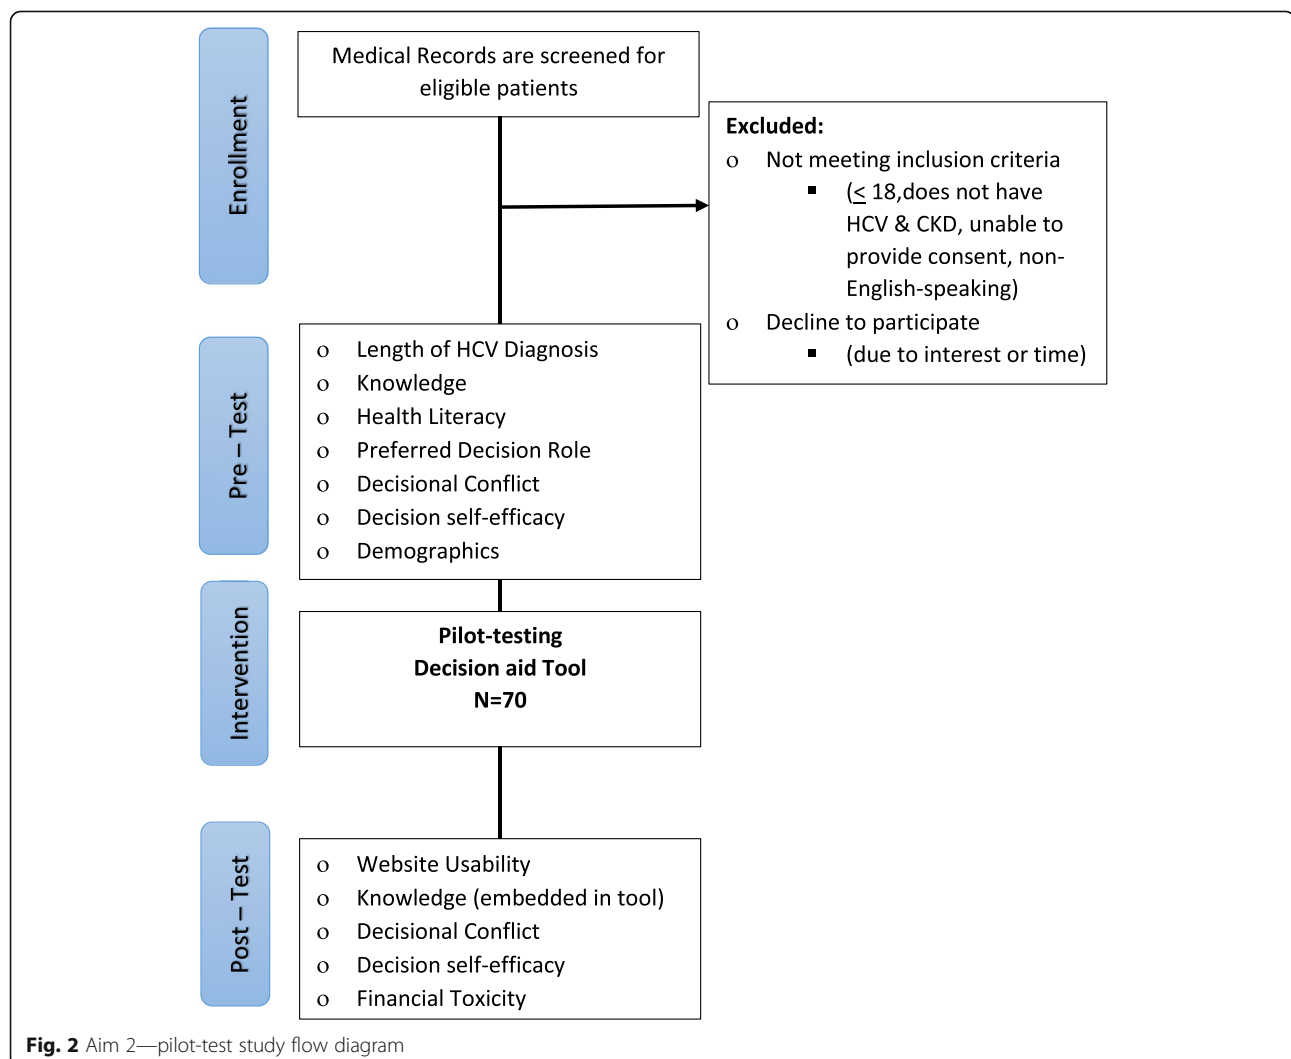 Enrollment
Medical Records are screened for
eligible patients
Excluded:
o Not meeting inclusion criteria
▪ (≤ 18,does not have
HCV & CKD, unable to
provide consent, non-
English-speaking)
o Decline to participate
▪ (due to interest or time)
Pre – Test
o Length of HCV Diagnosis
o Knowledge
o Health Literacy
o Preferred Decision Role
o Decisional Conflict
o Decision self-efficacy
o Demographics
Intervention
Pilot-testing
Decision aid Tool
N=70
Post – Test
o Website Usability
o Knowledge (embedded in tool)
o Decisional Conflict
o Decision self-efficacy
o Financial Toxicity
Fig. 2 Aim 2—pilot-test study flow diagram